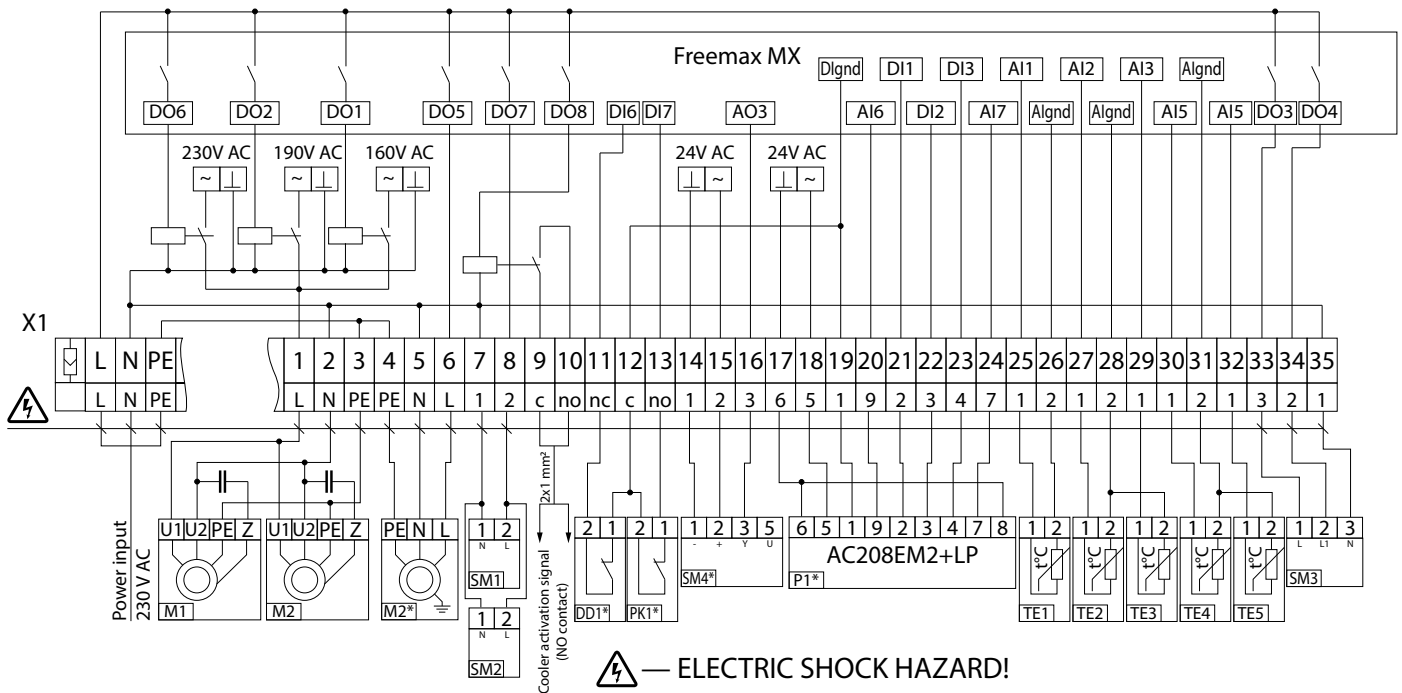 Freemax MX
DIgnd DI1 DI3 AI1 AI2 AI3 AIgnd
DO6 DO2 DO1 DO5 DO7 DO8 DI6 DI7 AO3 AI6 DI2 AI7 AIgnd AIgnd AI5 AI5 DO3 DO4
230V AC 190V AC 160V AC 24V AC 24V AC
~ ⊥ ~ ⊥ ~ ⊥ ⊥ ~ ⊥ ~
X1
L N PE 1 2 3 4 5 6 7 8 9 10 11 12 13 14 15 16 17 18 19 20 21 22 23 24 25 26 27 28 29 30 31 32 33 34 35
L N PE L N PE PE N L 1 2 c no nc c no 1 2 3 6 5 1 9 2 3 4 7 1 2 1 2 1 1 2 1 3 2 1
Power input
230 V AC
U1 U2 PE Z
M1
U1 U2 PE Z
M2
PE N L
M2*
1 2
N L
SM1
1 2
N L
SM2
2x1 mm²
Cooler activation signal
(NO contact)
2 1
DD1*
2 1
PK1*
1 2 3 5
- + Y U
SM4*
6 5 1 9 2 3 4 7 8
AC208EM2+LP
P1*
1 2
t°C
TE1
1 2
t°C
TE2
1 2
t°C
TE3
1 2
t°C
TE4
1 2
t°C
TE5
1 2 3
L L1 N
SM3
— ELECTRIC SHOCK HAZARD!